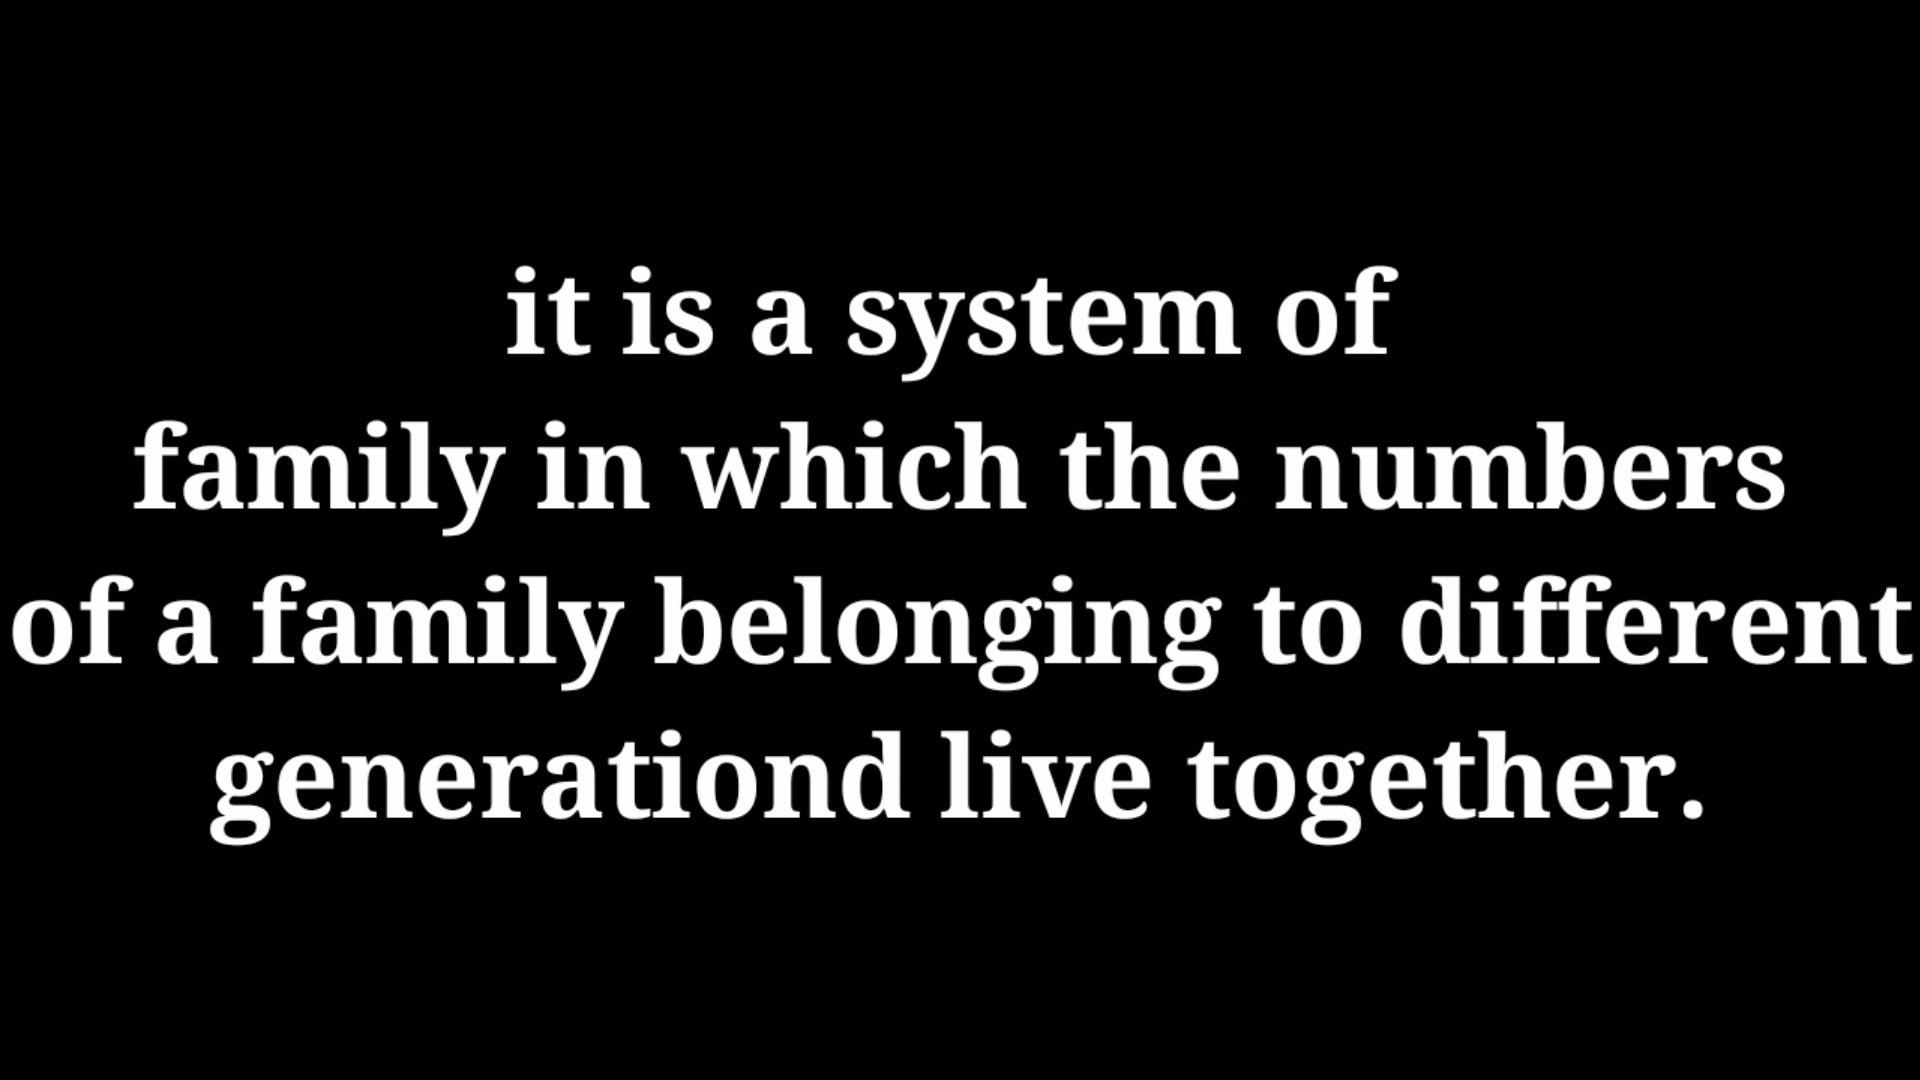 it is a system of
family in which the numbers
of a family belonging to different
generationd live together.